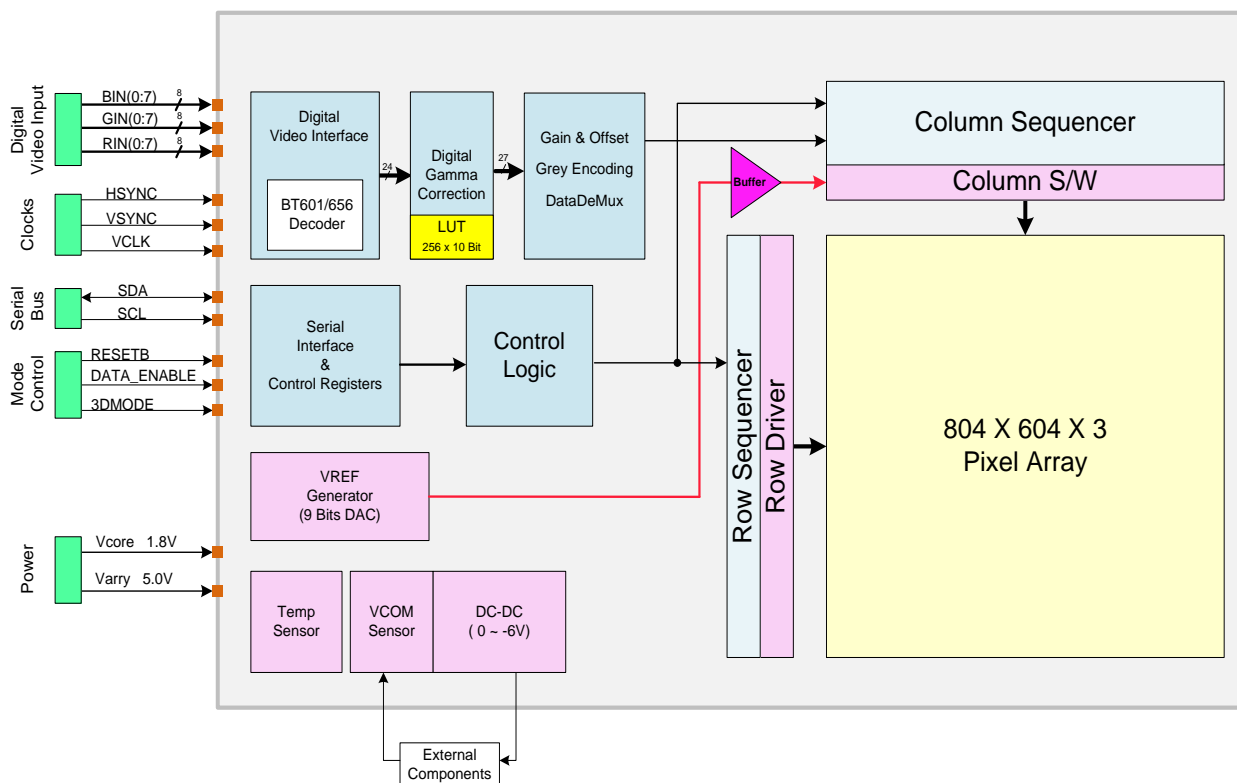 Digital
Video Input
BIN(0:7)
8
GIN(0:7)
8
RIN(0:7)
8
Clocks
HSYNC
VSYNC
VCLK
Serial
Bus
SDA
SCL
Mode
Control
RESETB
DATA_ENABLE
3DMODE
Power
Vcore 1.8V
Varry 5.0V
Digital
Video Interface
BT601/656
Decoder
24
Digital
Gamma
Correction
LUT
256 x 10 Bit
27
Gain & Offset
Grey Encoding
DataDeMux
Buffer
Column Sequencer
Column S/W
Serial
Interface
&
Control Registers
Control
Logic
Row Sequencer
Row Driver
804 X 604 X 3
Pixel Array
VREF
Generator
(9 Bits DAC)
Temp
Sensor
VCOM
Sensor
DC-DC
( 0 ~ -6V)
External
Components